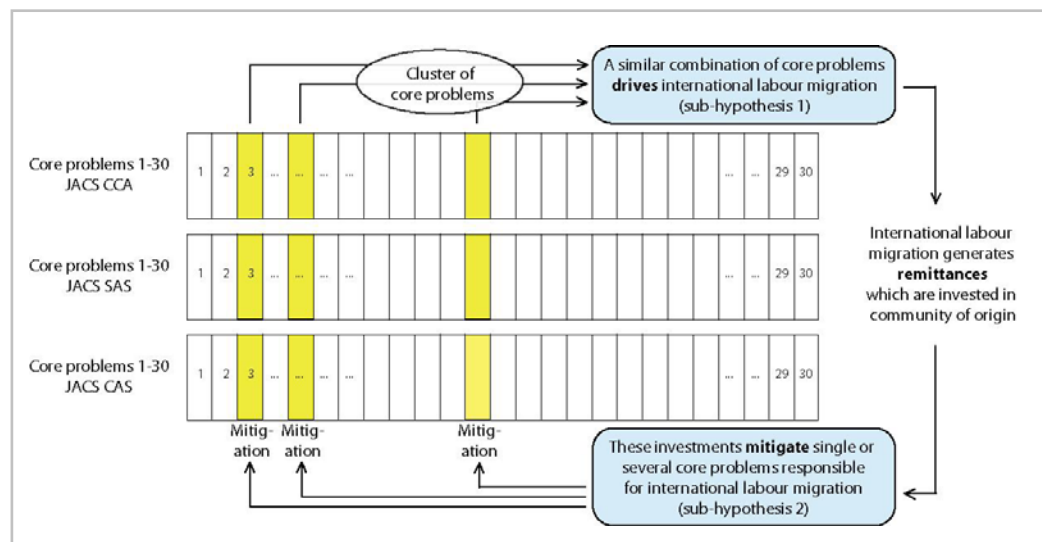 Cluster of
core problems
A similar combination of core problems
drives international labour migration
(sub-hypothesis 1)
Core problems 1-30
JACS CCA
1 2 3 ... ... ... ... ... ... 29 30
Core problems 1-30
JACS SAS
1 2 3 ... ... ... ... ... ... 29 30
International labour
migration generates
remittances
which are invested in
community of origin
Core problems 1-30
JACS CAS
1 2 3 ... ... ... ... ... ... 29 30
Mitig-
ation
Mitig-
ation
Mitig-
ation
These investments mitigate single or
several core problems responsible
for international labour migration
(sub-hypothesis 2)